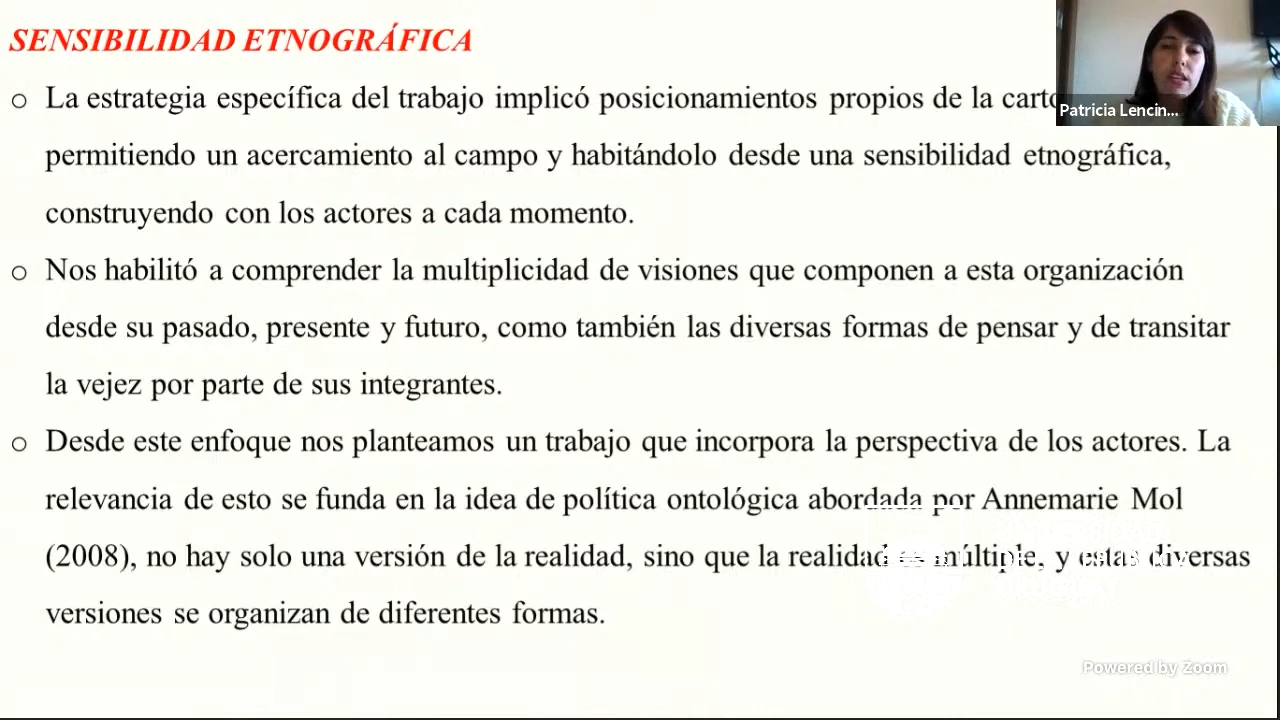 SENSIBILIDAD ETNOGRÁFICA
o La estrategia específica del trabajo implicó posicionamientos propios de la
permitiendo un acercamiento al campo y habitándolo desde una sensibilidad etnográfica,
construyendo con los actores a cada momento.
o Nos habilitó a comprender la multiplicidad de visiones que componen a esta organización
desde su pasado, presente y futuro, como también las diversas formas de pensar y de transitar
la vejez por parte de sus integrantes.
o Desde este enfoque nos planteamos un trabajo que incorpora la perspectiva de los actores. La
relevancia de esto se funda en la idea de política ontológica abordada por Annemarie Mol
(2008), no hay solo una versión de la realidad, sino que la realidad es múltiple, y estas diversas
versiones se organizan de diferentes formas.
Patricia Lencin...
Powered by Zoom